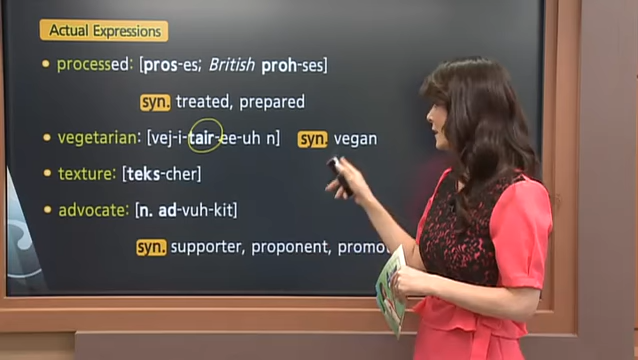 Actual Expressions
• processed: [pros-es; British proh-ses]
syn. treated, prepared
• vegetarian: [vej-i-tair-ee-uh n] syn. vegan
• texture: [teks-cher]
• advocate: [n. ad-vuh-kit]
syn. supporter, proponent,